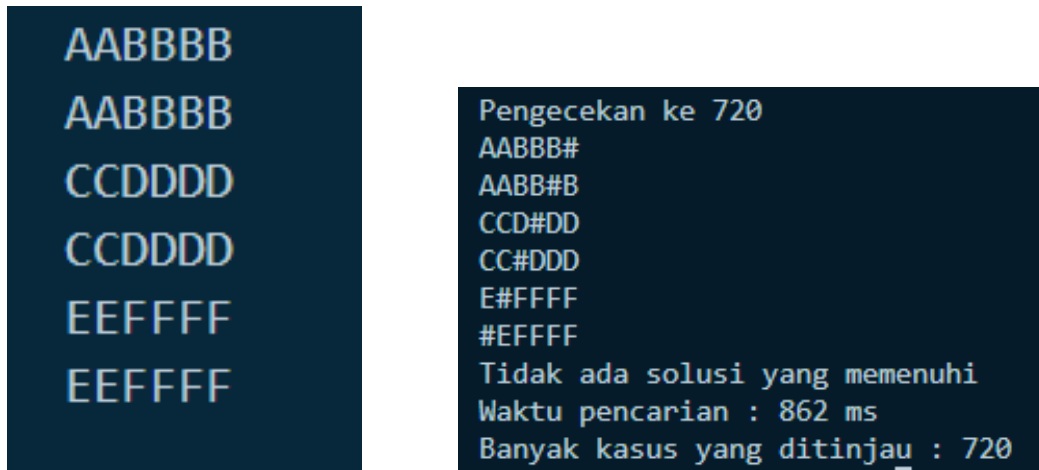 AABBBB
AABBBB
CCDDDD
CCDDDD
EEFFFF
EEFFFF
Pengecekan ke 720
AABBB#
AABB#B
CCD#DD
CC#DDD
E#FFFF
#EFFFF
Tidak ada solusi yang memenuhi
Waktu pencarian : 862 ms
Banyak kasus yang ditinjau : 720